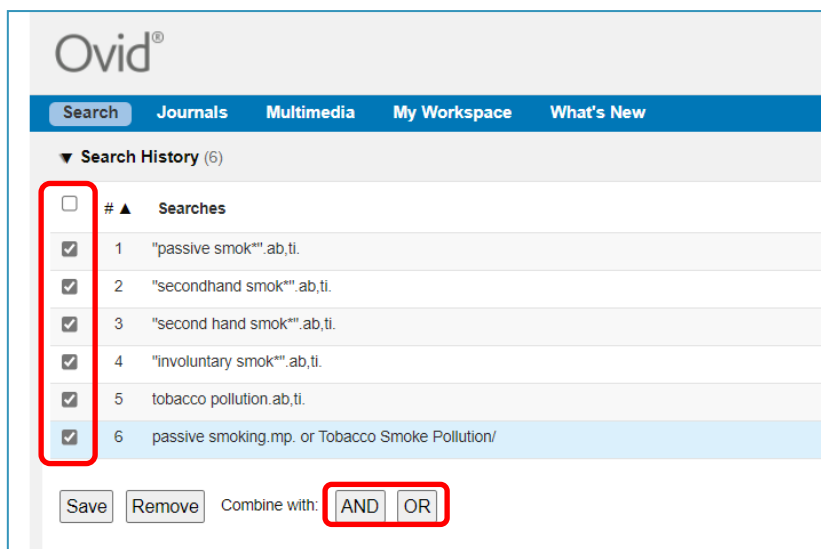 Ovid®
Search Journals Multimedia My Workspace What's New
▼ Search History (6)
# ▲ Searches
1 "passive smok*".ab,ti.
2 "secondhand smok*".ab,ti.
3 "second hand smok*".ab,ti.
4 "involuntary smok*".ab,ti.
5 tobacco pollution.ab,ti.
6 passive smoking.mp. or Tobacco Smoke Pollution/
Save Remove Combine with: AND OR